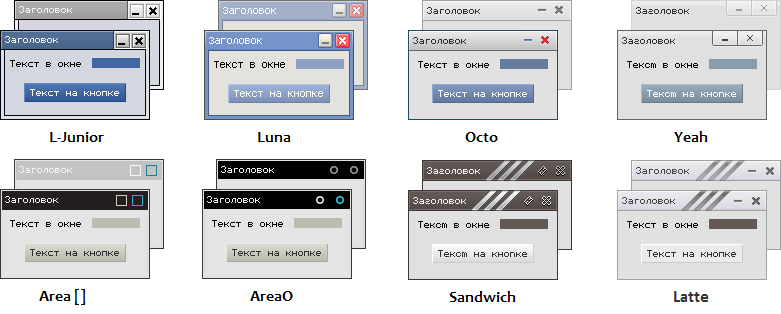 Заголовок Заголовок Заголовок Заголовок
Заголовок Заголовок Заголовок Заголовок
Текст в окне Текст в окне Текст в окне Текст в окне
Текст на кнопке Текст на кнопке Текст на кнопке Текст на кнопке
L-Junior Luna Octo Yeah
Заголовок Заголовок Заголовок Заголовок
Заголовок Заголовок Заголовок Заголовок
Текст в окне Текст в окне Текст в окне Текст в окне
Текст на кнопке Текст на кнопке Текст на кнопке Текст на кнопке
Area [] AreaO Sandwich Latte